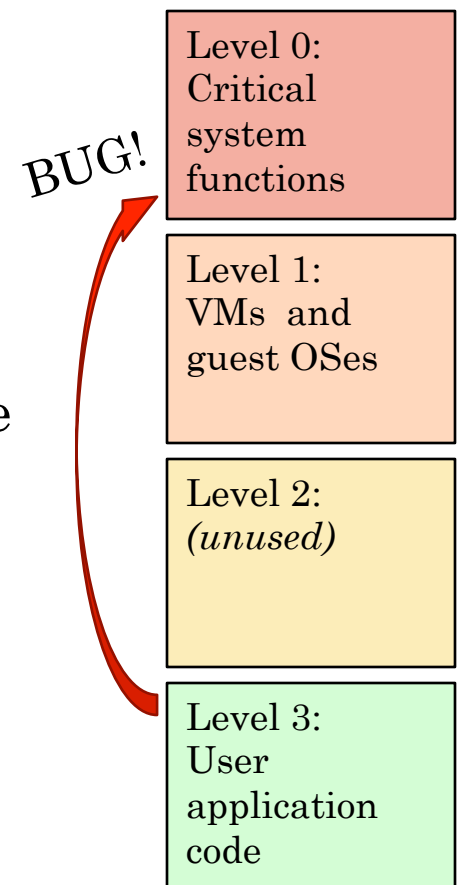 Level 0:
Critical
system
functions
BUG!
Level 1:
VMs and
guest OSes
e
Level 2:
(unused)
Level 3:
User
application
code